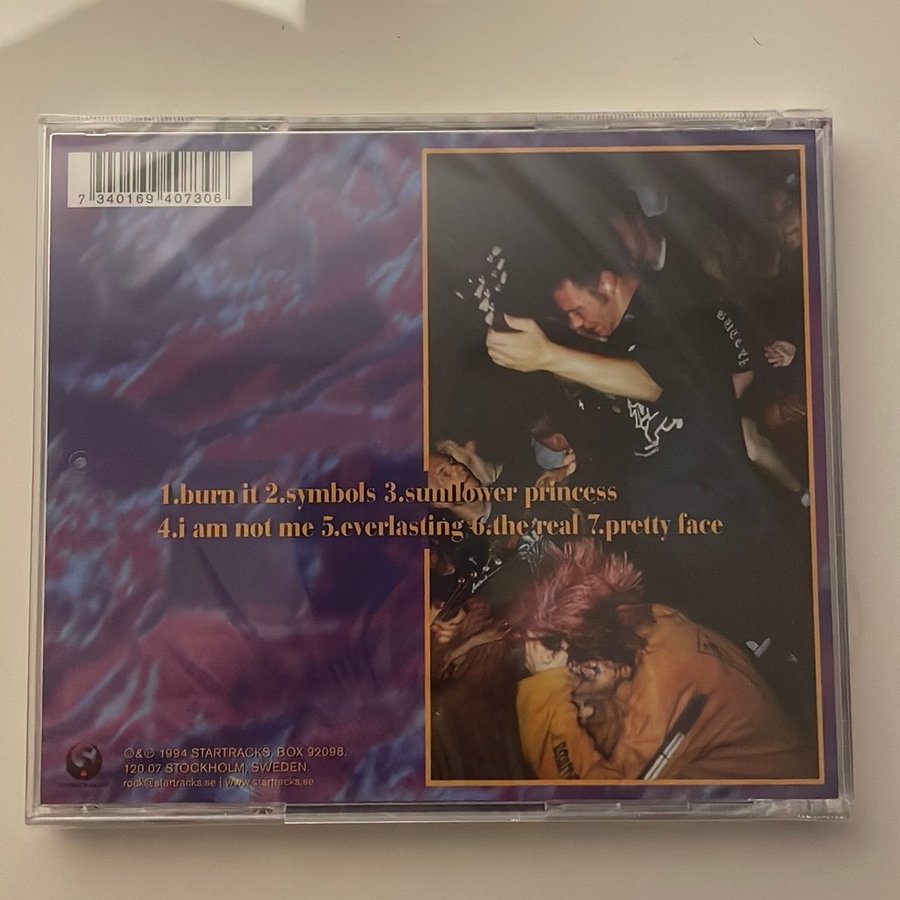 7 340169 407306
1.burn it 2.symbols 3.sunflower princess
4.i am not me 5.everlasting 6.the real 7.pretty face
©&℗ 1994 STARTRACKS, BOX 92098,
120 07 STOCKHOLM, SWEDEN.
rock@startracks.se | www.startracks.se